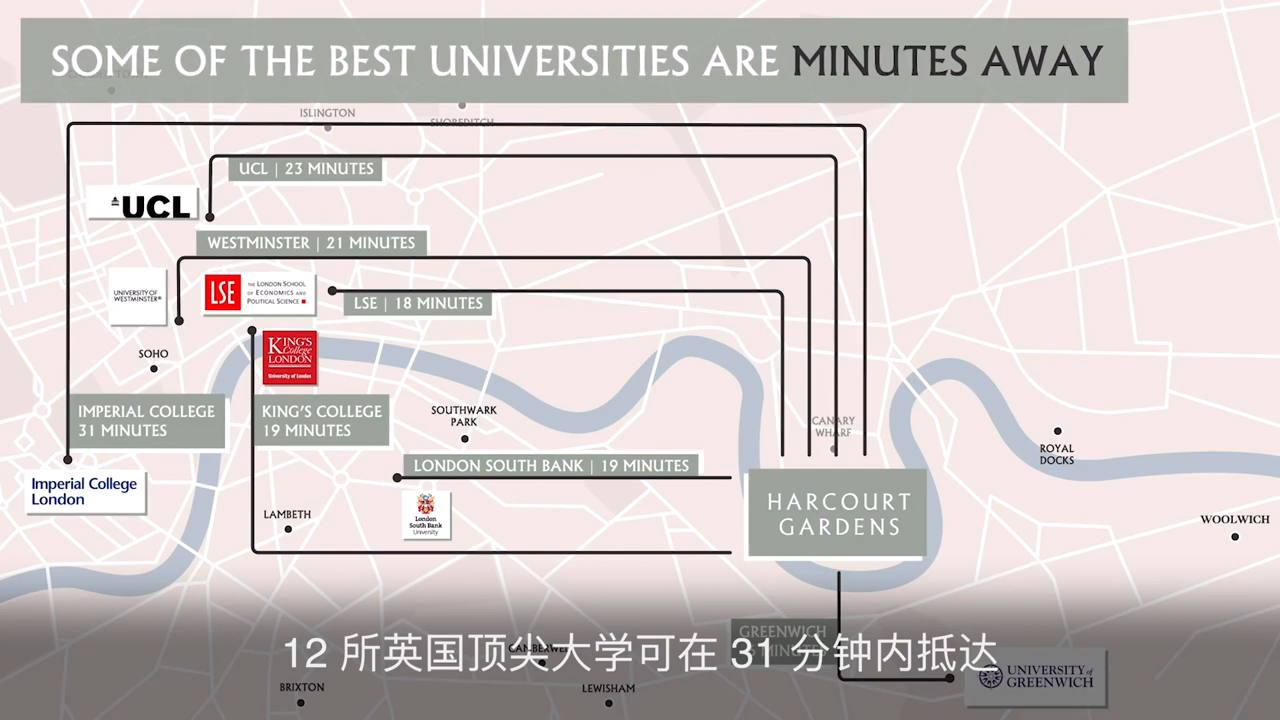 SOME OF THE BEST UNIVERSITIES ARE MINUTES AWAY
ISLINGTON
SHOREDITCH
UCL | 23 MINUTES
UCL
WESTMINSTER | 21 MINUTES
UNIVERSITY OF
WESTMINSTER
LSE
THE LONDON SCHOOL
OF ECONOMICS AND
POLITICAL SCIENCE
LSE | 18 MINUTES
KING'S
College
LONDON
University of London
SOHO
IMPERIAL COLLEGE
31 MINUTES
KING'S COLLEGE
19 MINUTES
SOUTHWARK
PARK
CANARY
WHARF
ROYAL
DOCKS
LONDON SOUTH BANK | 19 MINUTES
Imperial College
London
London
South Bank
University
HARCOURT
GARDENS
LAMBETH
WOOLWICH
GREENWICH
12 所英国顶尖大学可在 31 分钟内抵达
UNIVERSITY of
GREENWICH
BRIXTON
LEWISHAM